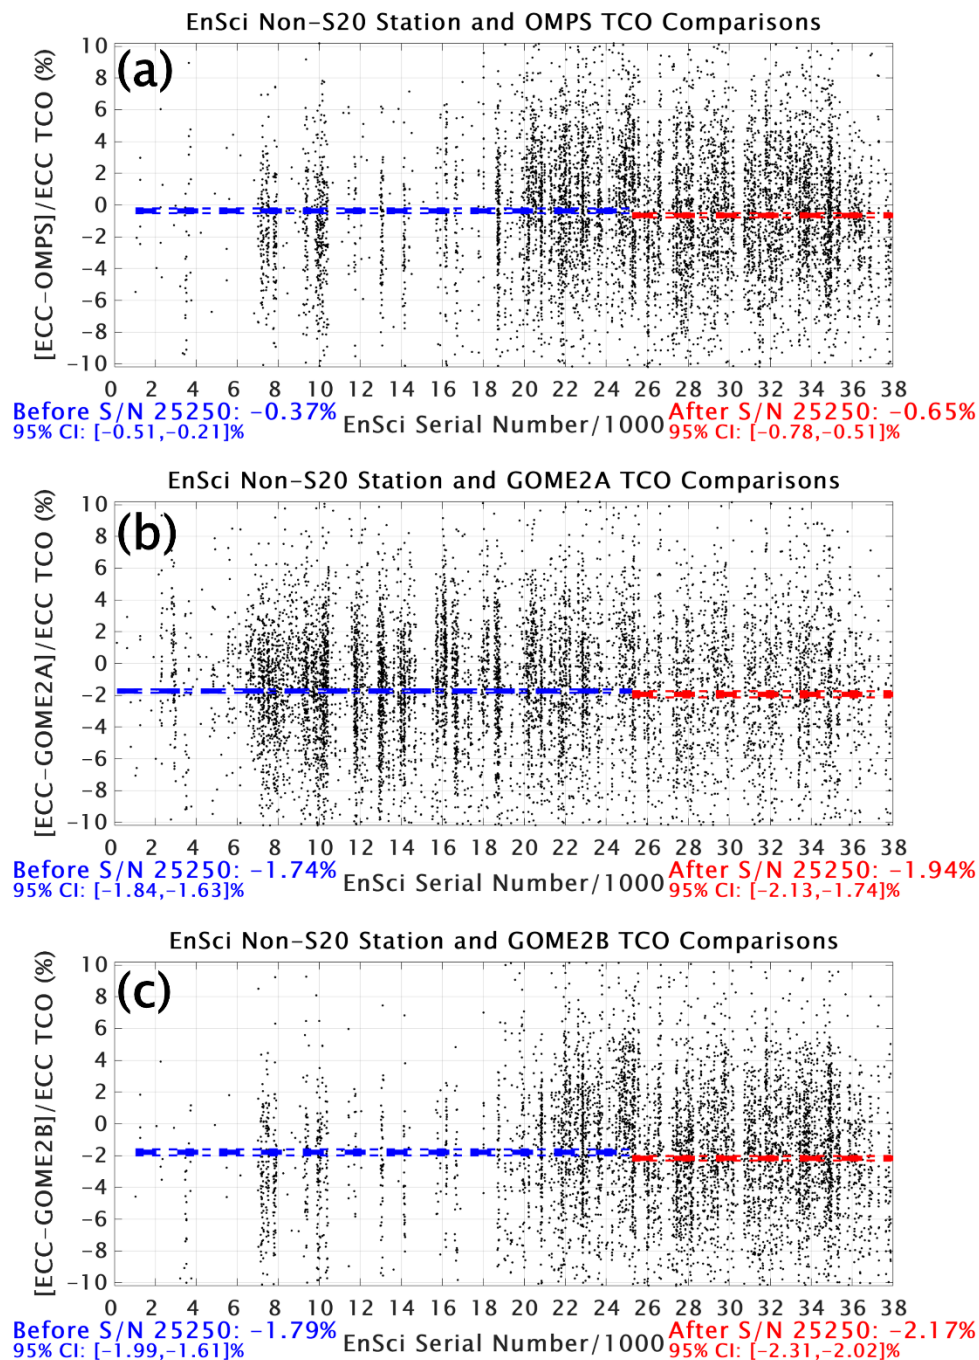 EnSci Non-S20 Station and OMPS TCO Comparisons
(a)
[ECC-OMPS]/ECC TCO (%)
10
8
6
4
2
0
-2
-4
-6
-8
-10
0 2 4 6 8 10 12 14 16 18 20 22 24 26 28 30 32 34 36 38
Before S/N 25250: -0.37% EnSci Serial Number/1000 After S/N 25250: -0.65%
95% CI: [-0.51,-0.21]% 95% CI: [-0.78,-0.51]%
EnSci Non-S20 Station and GOME2A TCO Comparisons
(b)
[ECC-GOME2A]/ECC TCO (%)
10
8
6
4
2
0
-2
-4
-6
-8
-10
0 2 4 6 8 10 12 14 16 18 20 22 24 26 28 30 32 34 36 38
Before S/N 25250: -1.74% EnSci Serial Number/1000 After S/N 25250: -1.94%
95% CI: [-1.84,-1.63]% 95% CI: [-2.13,-1.74]%
EnSci Non-S20 Station and GOME2B TCO Comparisons
(c)
[ECC-GOME2B]/ECC TCO (%)
10
8
6
4
2
0
-2
-4
-6
-8
-10
0 2 4 6 8 10 12 14 16 18 20 22 24 26 28 30 32 34 36 38
Before S/N 25250: -1.79% EnSci Serial Number/1000 After S/N 25250: -2.17%
95% CI: [-1.99,-1.61]% 95% CI: [-2.31,-2.02]%